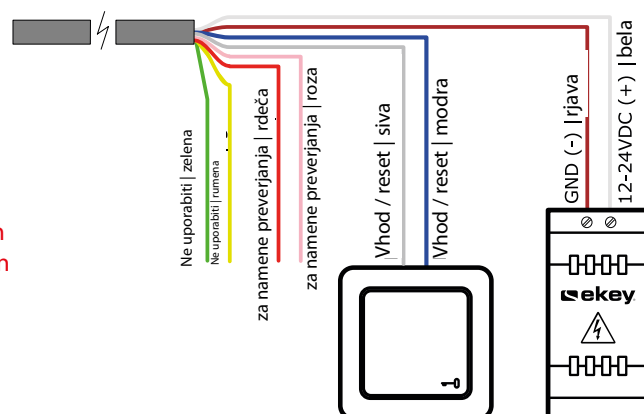 Ne uporabiti | zelena
Ne uporabiti | rumena
za namene preverjanja | rdeča
za namene preverjanja | roza
Vhod / reset | siva
Vhod / reset | modra
GND (-) | rjava
12-24VDC (+) | bela
n
n
ekey